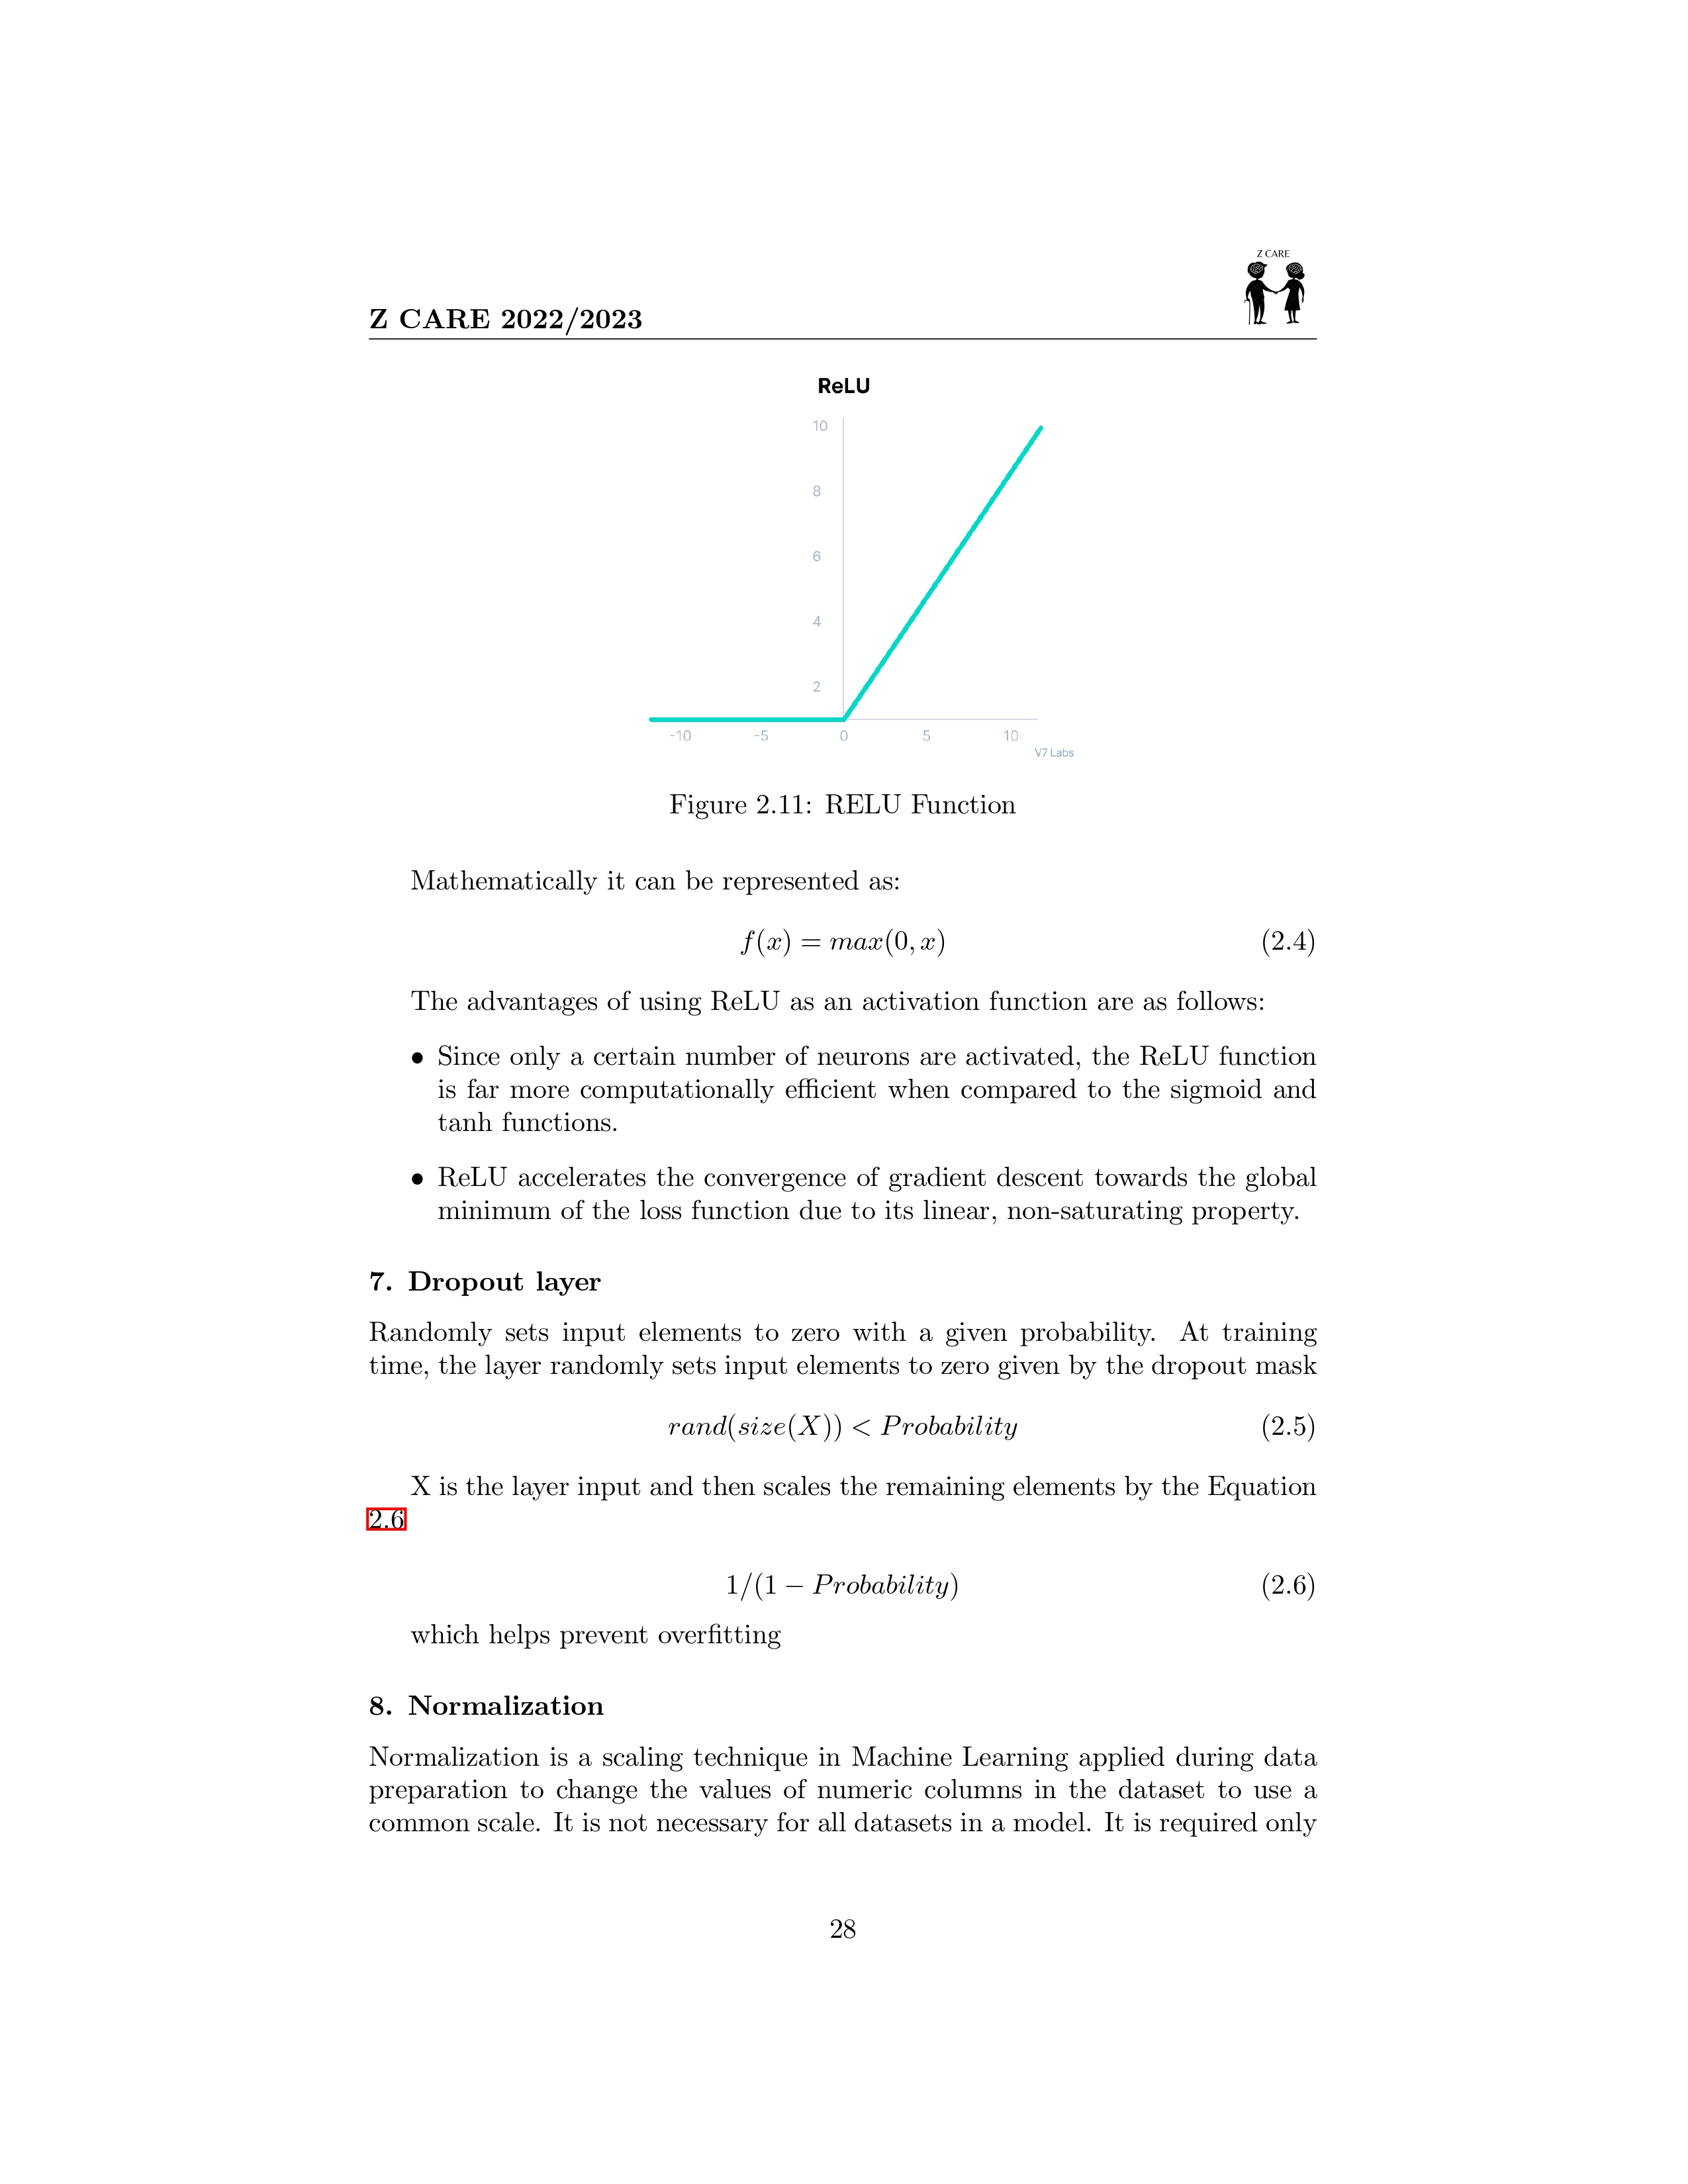 Z CARE
Z CARE 2022/2023
ReLU
10
8
6
4
2
-10 -5 0 5 10
V7 Labs
Figure 2.11: RELU Function
Mathematically it can be represented as:
f(x) = max(0, x) (2.4)
The advantages of using ReLU as an activation function are as follows:
• Since only a certain number of neurons are activated, the ReLU function
is far more computationally efficient when compared to the sigmoid and
tanh functions.
• ReLU accelerates the convergence of gradient descent towards the global
minimum of the loss function due to its linear, non-saturating property.
7. Dropout layer
Randomly sets input elements to zero with a given probability. At training
time, the layer randomly sets input elements to zero given by the dropout mask
rand(size(X)) < Probability (2.5)
X is the layer input and then scales the remaining elements by the Equation
2.6
1/(1 − Probability) (2.6)
which helps prevent overfitting
8. Normalization
Normalization is a scaling technique in Machine Learning applied during data
preparation to change the values of numeric columns in the dataset to use a
common scale. It is not necessary for all datasets in a model. It is required only
28